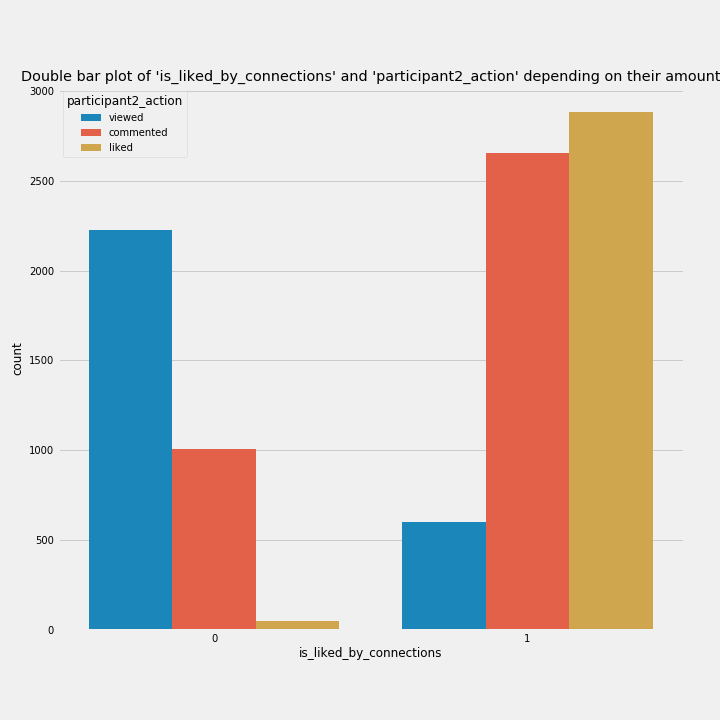 Double bar plot of 'is_liked_by_connections' and 'participant2_action' depending on their amount
participant2_action
viewed
commented
liked
3000
2500
2000
1500
1000
500
0
count
0
1
is_liked_by_connections